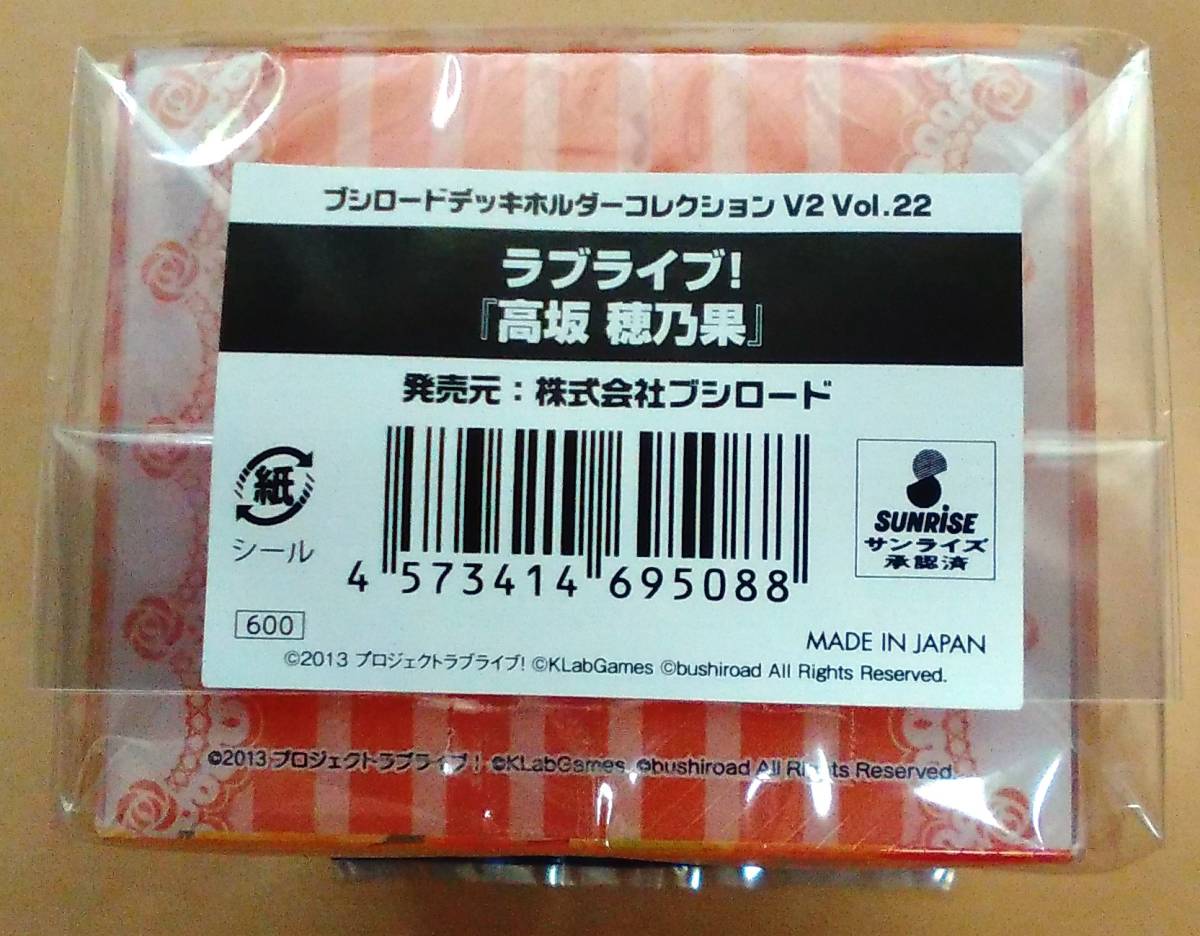 ブシロードデッキホルダーコレクション V2 Vol.22
ラブライブ!
『高坂 穂乃果』
発売元：株式会社ブシロード
紙
シール
4 573414 695088
SUNRiSE
サンライズ
承認済
600
MADE IN JAPAN
©2013 プロジェクトラブライブ! ©KLabGames ©bushiroad All Rights Reserved.
©2013 プロジェクトラブライブ! ©KLabGames ©bushiroad All Rights Reserved.